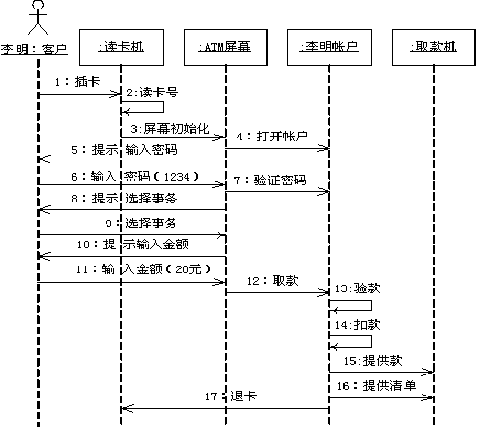 李明：客户
:读卡机
:ATM屏幕
:李明帐户
:取款机
1：插卡
2:读卡号
3:屏幕初始化
4：打开帐户
5：提示 输入密码
6：输入 密码(1234)
7：验证密码
8：提示 选择事务
9：选择事务
10：提 示输入金额
11：输 入金额(20元)
12：取款
13:验款
14:扣款
15:提供款
16：提供清单
17：退卡